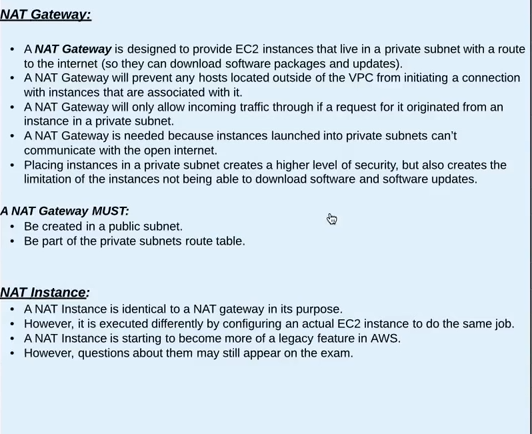 NAT Gateway:
• A NAT Gateway is designed to provide EC2 instances that live in a private subnet with a route
to the internet (so they can download software packages and updates).
• A NAT Gateway will prevent any hosts located outside of the VPC from initiating a connection
with instances that are associated with it.
• A NAT Gateway will only allow incoming traffic through if a request for it originated from an
instance in a private subnet.
• A NAT Gateway is needed because instances launched into private subnets can't
communicate with the open internet.
• Placing instances in a private subnet creates a higher level of security, but also creates the
limitation of the instances not being able to download software and software updates.
A NAT Gateway MUST:
• Be created in a public subnet.
• Be part of the private subnets route table.
NAT Instance:
• A NAT Instance is identical to a NAT gateway in its purpose.
• However, it is executed differently by configuring an actual EC2 instance to do the same job.
• A NAT Instance is starting to become more of a legacy feature in AWS.
• However, questions about them may still appear on the exam.